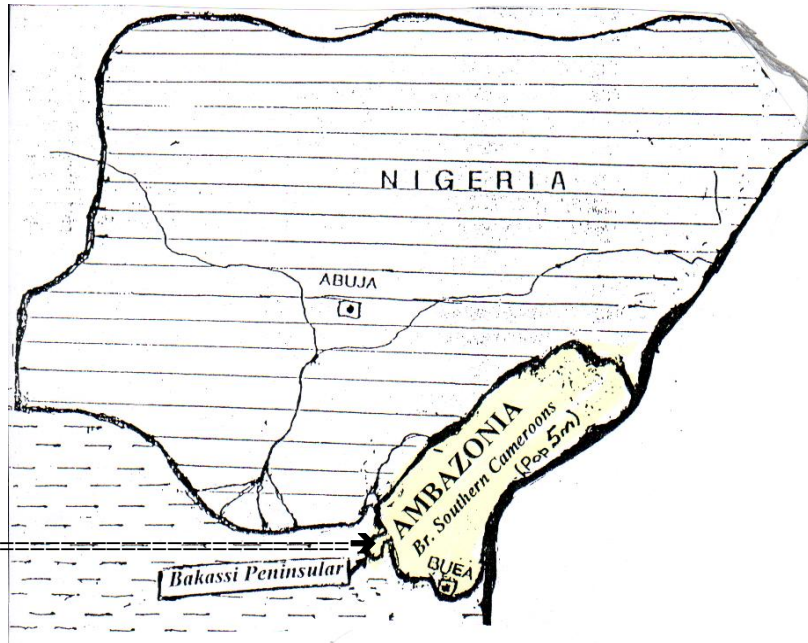 NIGERIA
ABUJA
AMBAZONIA
Br. Southern Cameroons
(Pop 5m)
BUEA
Bakassi Peninsular